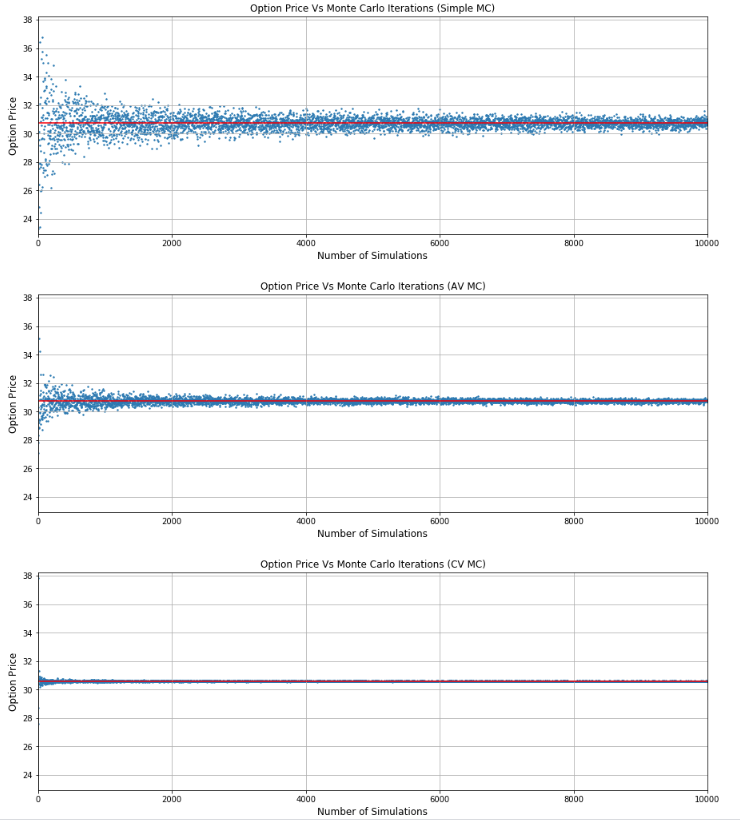 Option Price Vs Monte Carlo Iterations (Simple MC)
38
36
34
32
30
28
26
24
Option Price
0 2000 4000 6000 8000 10000
Number of Simulations
Option Price Vs Monte Carlo Iterations (AV MC)
38
36
34
32
30
28
26
24
Option Price
0 2000 4000 6000 8000 10000
Number of Simulations
Option Price Vs Monte Carlo Iterations (CV MC)
38
36
34
32
30
28
26
24
Option Price
0 2000 4000 6000 8000 10000
Number of Simulations